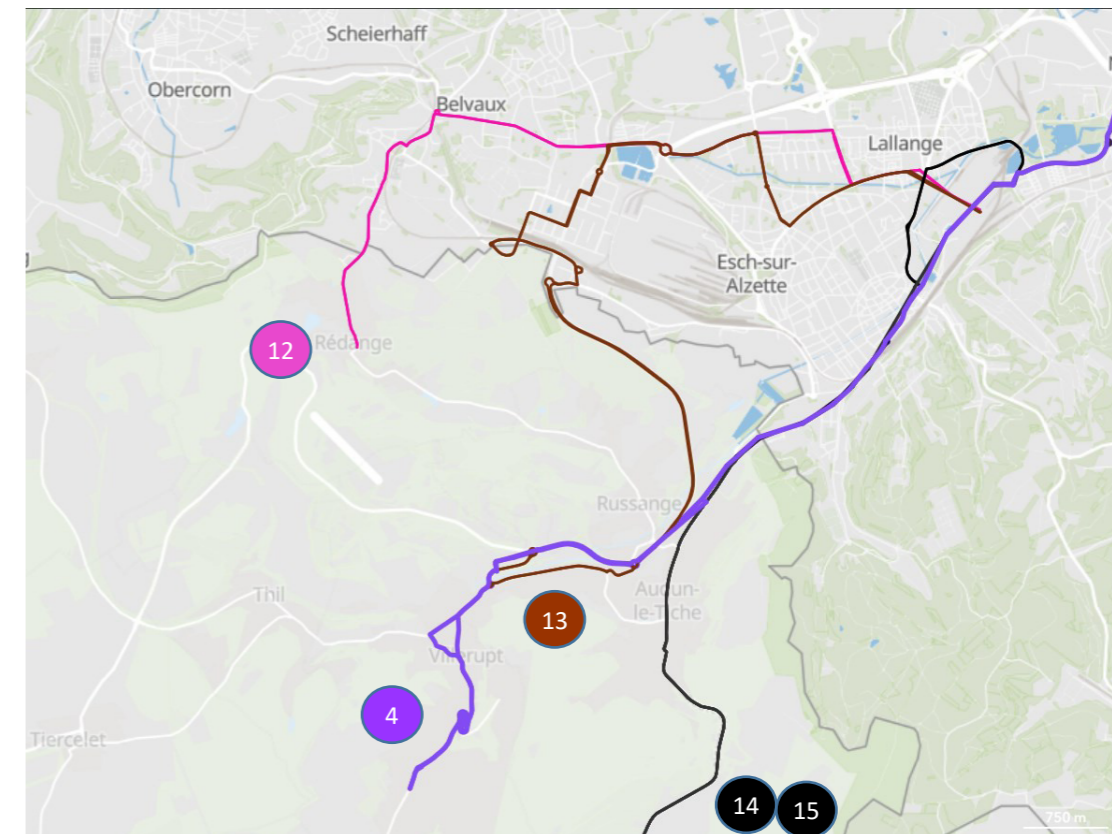 Scheierhaff
Obercorn
Belvaux
Lallange
Esch-sur-
Alzette
12
Rédange
Russange
Thil
Audun-
le-Tiche
13
Villerupt
4
Tiercelet
14
15
750 m